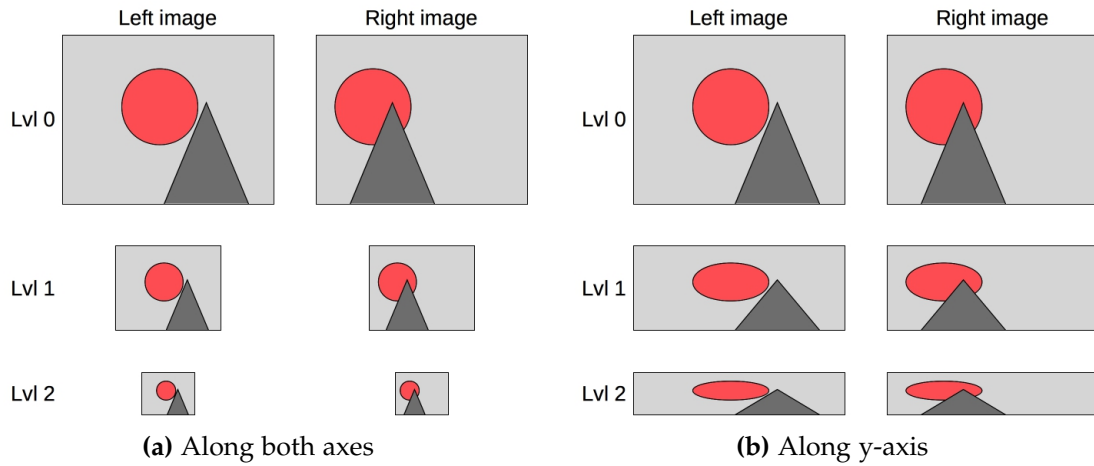 Left image Right image Left image Right image
Lvl 0 Lvl 0
Lvl 1 Lvl 1
Lvl 2 Lvl 2
(a) Along both axes (b) Along y-axis